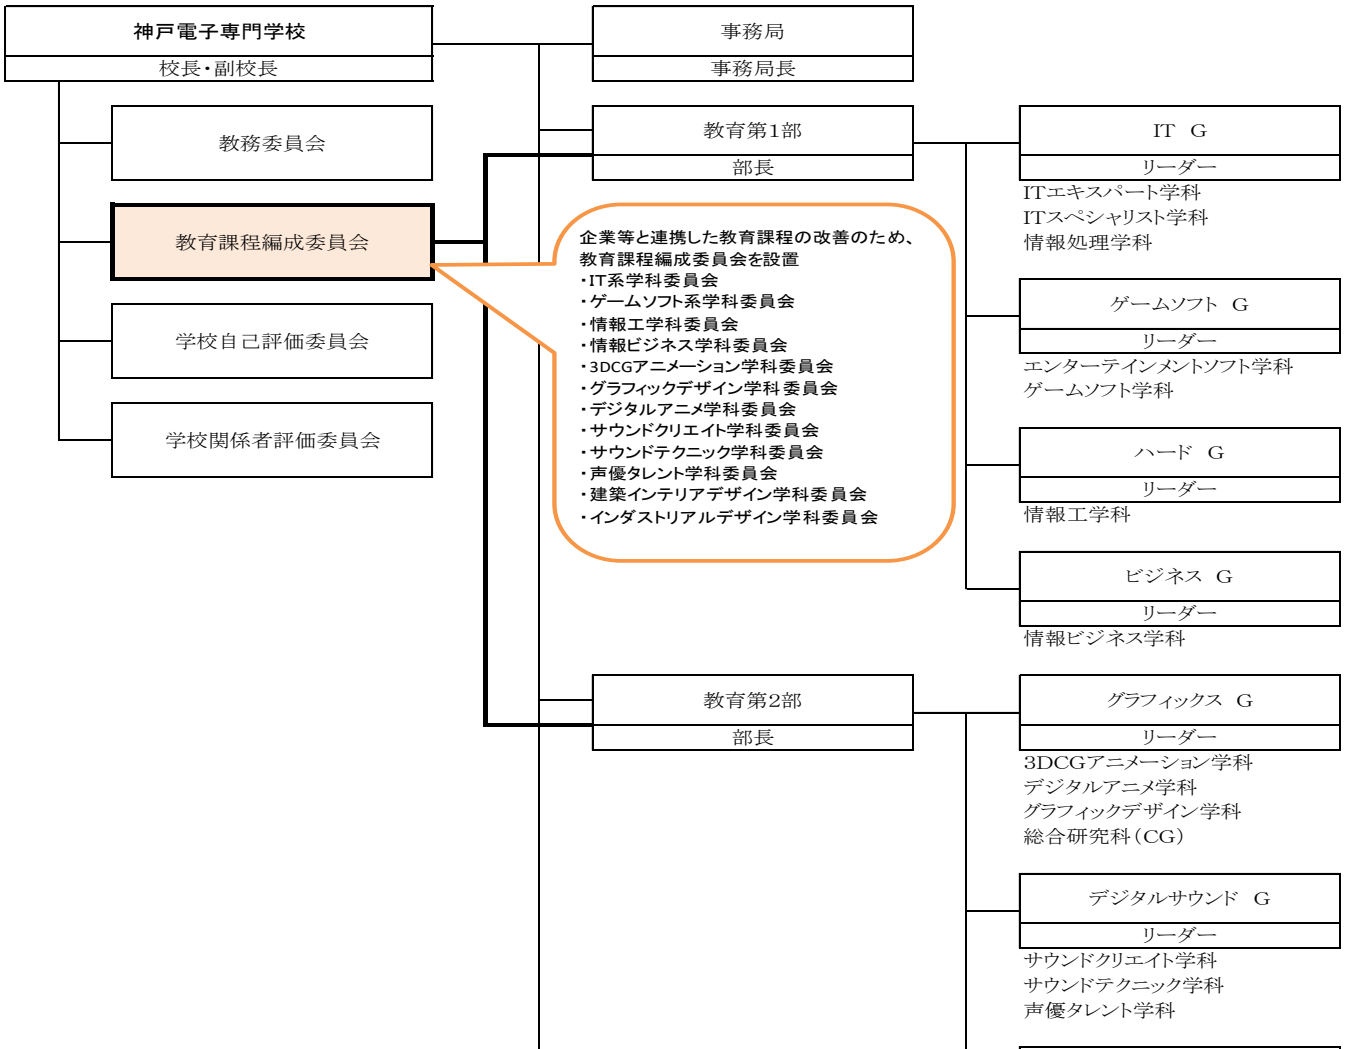 神戸電子専門学校
校長・副校長
教務委員会
教育課程編成委員会
学校自己評価委員会
学校関係者評価委員会
事務局
事務局長
教育第1部
部長
企業等と連携した教育課程の改善のため、
教育課程編成委員会を設置
・IT系学科委員会
・ゲームソフト系学科委員会
・情報工学科委員会
・情報ビジネス学科委員会
・3DCGアニメーション学科委員会
・グラフィックデザイン学科委員会
・デジタルアニメ学科委員会
・サウンドクリエイト学科委員会
・サウンドテクニック学科委員会
・声優タレント学科委員会
・建築インテリアデザイン学科委員会
・インダストリアルデザイン学科委員会
教育第2部
部長
IT G
リーダー
ITエキスパート学科
ITスペシャリスト学科
情報処理学科
ゲームソフト G
リーダー
エンターテインメントソフト学科
ゲームソフト学科
ハード G
リーダー
情報工学科
ビジネス G
リーダー
情報ビジネス学科
グラフィックス G
リーダー
3DCGアニメーション学科
デジタルアニメ学科
グラフィックデザイン学科
総合研究科(CG)
デジタルサウンド G
リーダー
サウンドクリエイト学科
サウンドテクニック学科
声優タレント学科